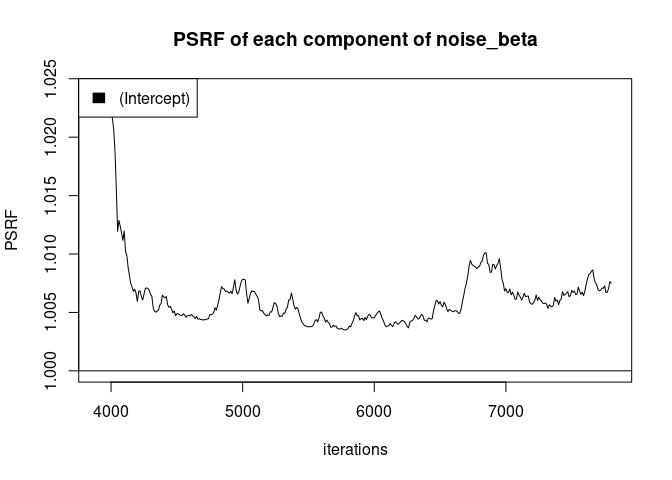 PSRF of each component of noise_beta
(Intercept)
PSRF
1.025
1.020
1.015
1.010
1.005
1.000
4000 5000 6000 7000
iterations